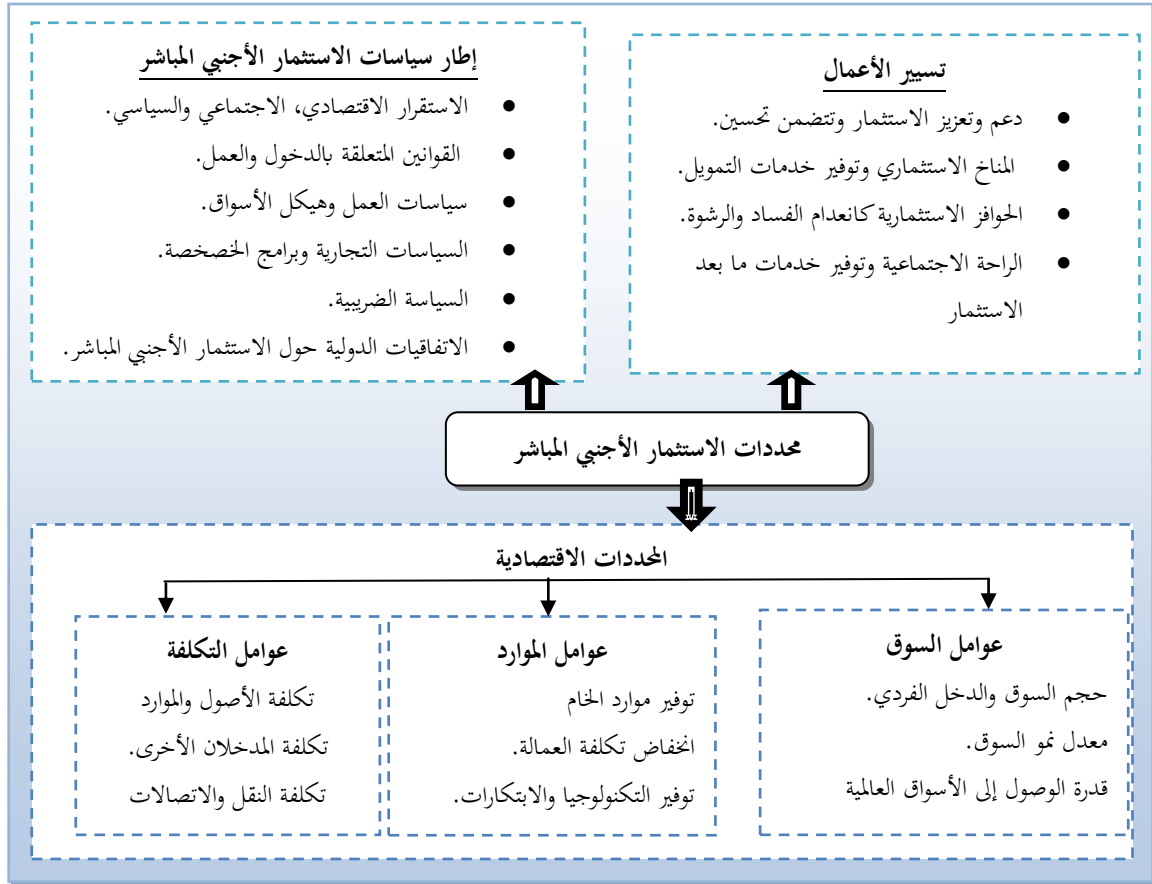 تسيير الأعمال
● دعم وتعزيز الاستثمار وتتضمن تحسين.
● المناخ الاستثماري وتوفير خدمات التمويل.
● الحوافز الاستثمارية كانعدام الفساد والرشوة.
● الراحة الاجتماعية وتوفير خدمات ما بعد
الاستثمار
إطار سياسات الاستثمار الأجنبي المباشر
● الاستقرار الاقتصادي، الاجتماعي والسياسي.
● القوانين المتعلقة بالدخول والعمل.
● سياسات العمل وهيكل الأسواق.
● السياسات التجارية وبرامج الخصخصة.
● السياسة الضريبية.
● الاتفاقيات الدولية حول الاستثمار الأجنبي المباشر.
محددات الاستثمار الأجنبي المباشر
المحددات الاقتصادية
عوامل السوق
حجم السوق والدخل الفردي.
معدل نمو السوق.
قدرة الوصول إلى الأسواق العالمية
عوامل الموارد
توفير موارد الخام
انخفاض تكلفة العمالة.
توفير التكنولوجيا والابتكارات.
عوامل التكلفة
تكلفة الأصول والموارد
تكلفة المدخلان الأخرى.
تكلفة النقل والاتصالات